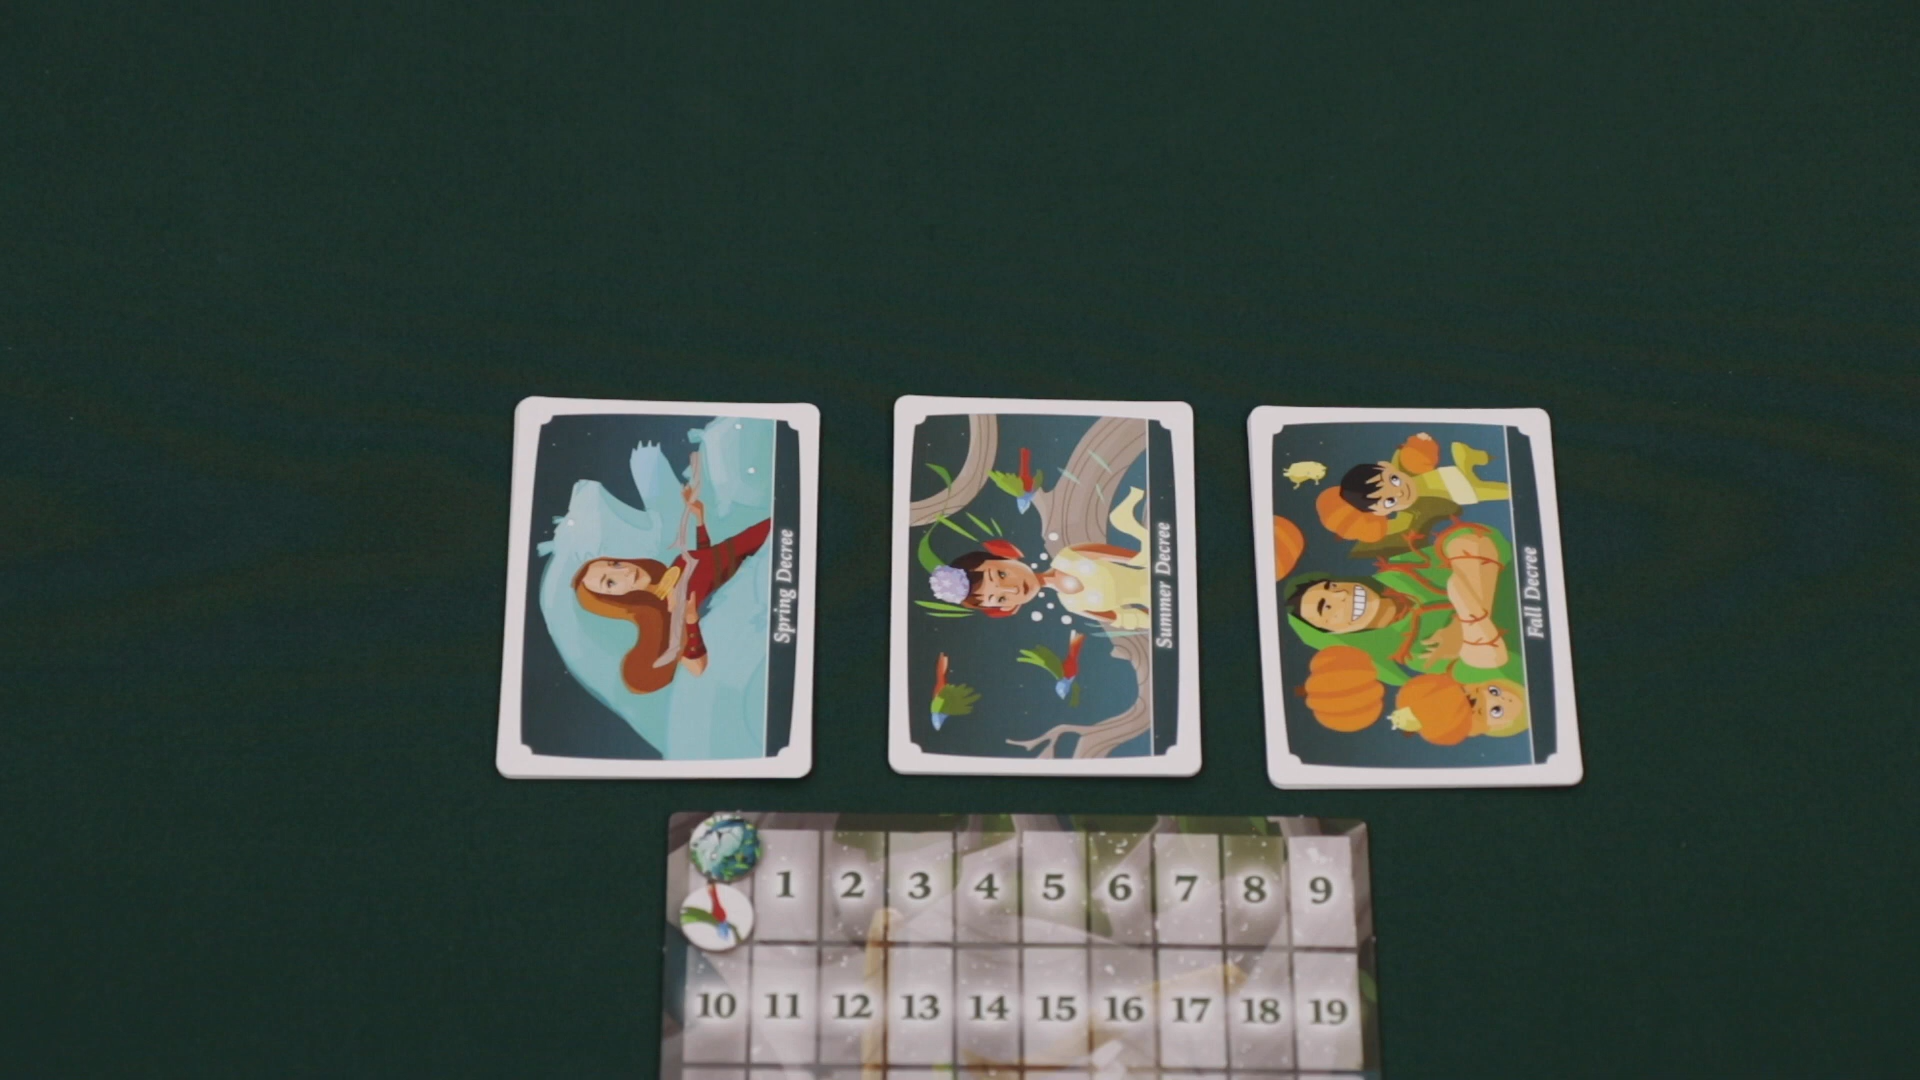 Spring Decree
Summer Decree
Fall Decree
1 2 3 4 5 6 7 8 9
10 11 12 13 14 15 16 17 18 19